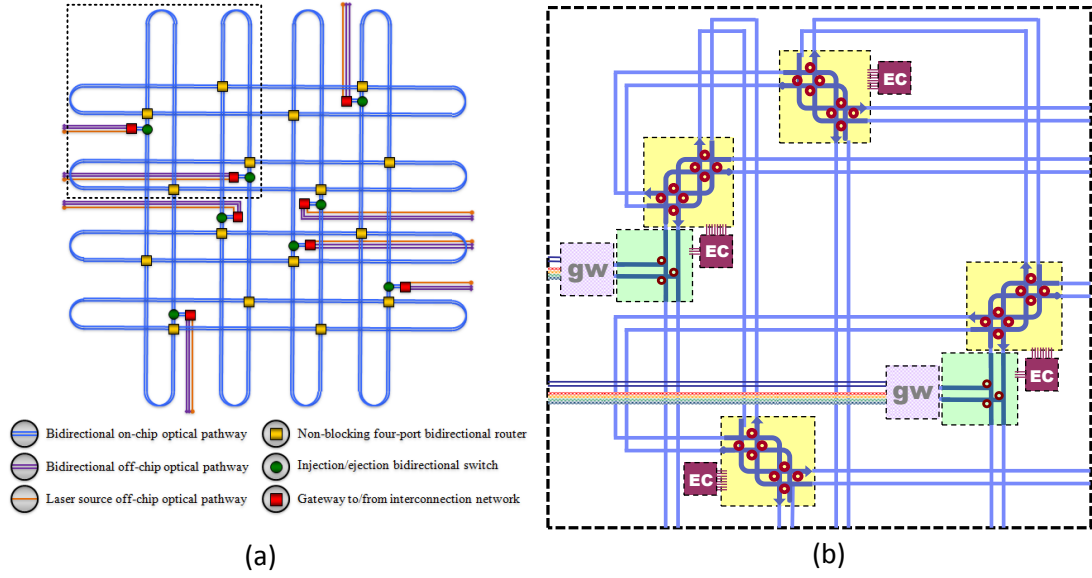 Bidirectional on-chip optical pathway
Bidirectional off-chip optical pathway
Laser source off-chip optical pathway
Non-blocking four-port bidirectional router
Injection/ejection bidirectional switch
Gateway to/from interconnection network
(a)
EC
EC
gw
EC
gw
EC
(b)